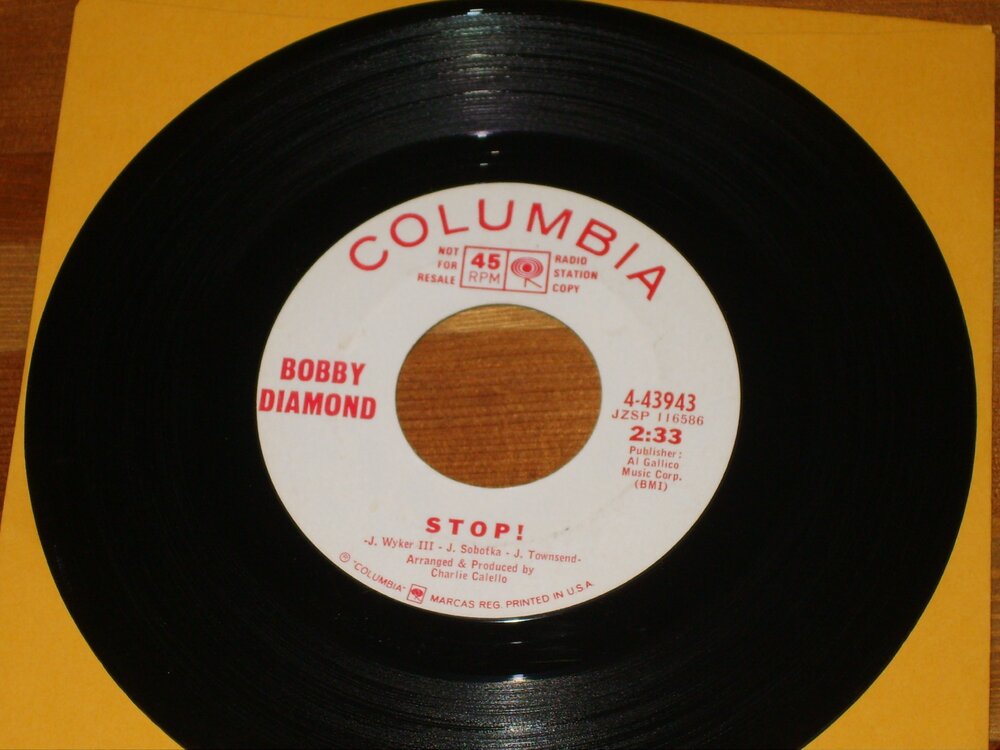 COLUMBIA
NOT
FOR
RESALE
45
RPM
RADIO
STATION
COPY
BOBBY
DIAMOND
4-43943
JZSP 116586
2:33
Publisher:
Al Gallico
Music Corp.
(BMI)
STOP!
-J. Wyker III - J. Sobotka - J. Townsend-
Arranged & Produced by
Charlie Calello
℗ "COLUMBIA" MARCAS REG. PRINTED IN U.S.A.